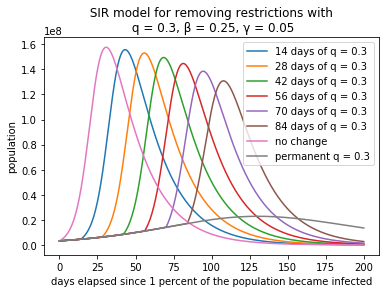 SIR model for removing restrictions with
q = 0.3, β = 0.25, γ = 0.05
1e8
1.6
1.4
1.2
1.0
0.8
0.6
0.4
0.2
0.0
population
14 days of q = 0.3
28 days of q = 0.3
42 days of q = 0.3
56 days of q = 0.3
70 days of q = 0.3
84 days of q = 0.3
no change
permanent q = 0.3
0 25 50 75 100 125 150 175 200
days elapsed since 1 percent of the population became infected